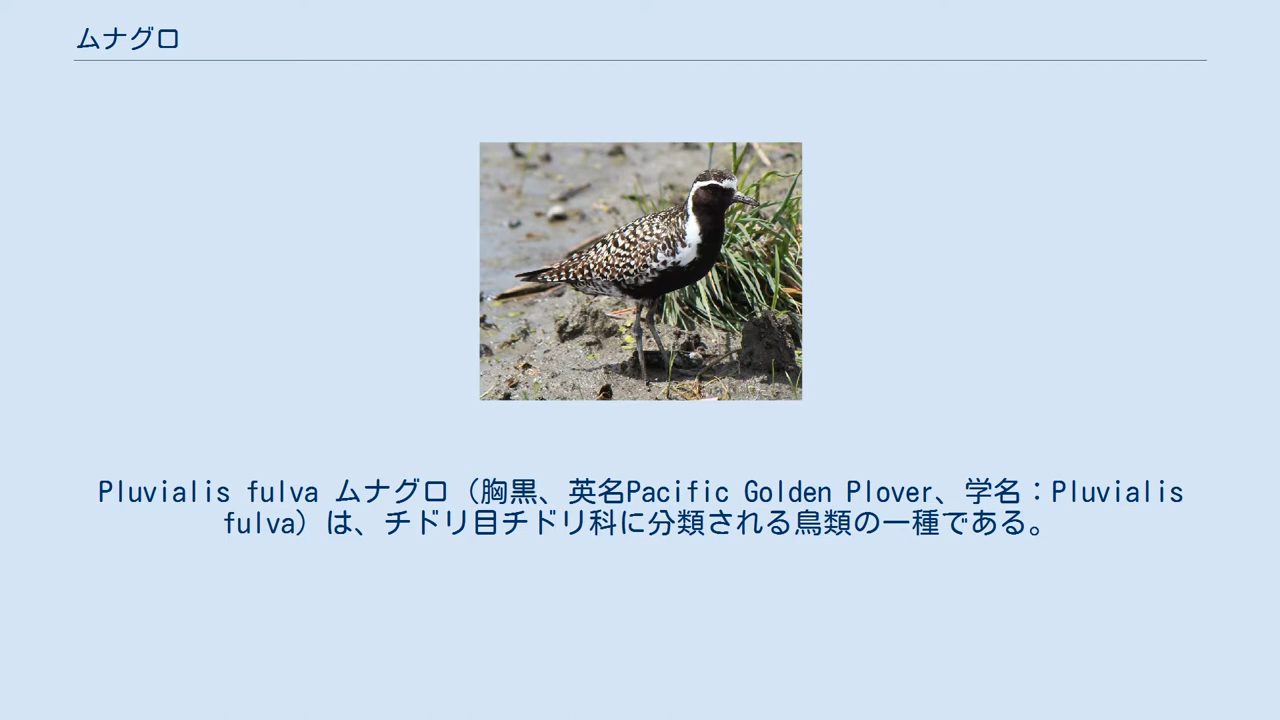 ムナグロ
Pluvialis fulva ムナグロ（胸黒、英名Pacific Golden Plover、学名：Pluvialis
fulva）は、チドリ目チドリ科に分類される鳥類の一種である。